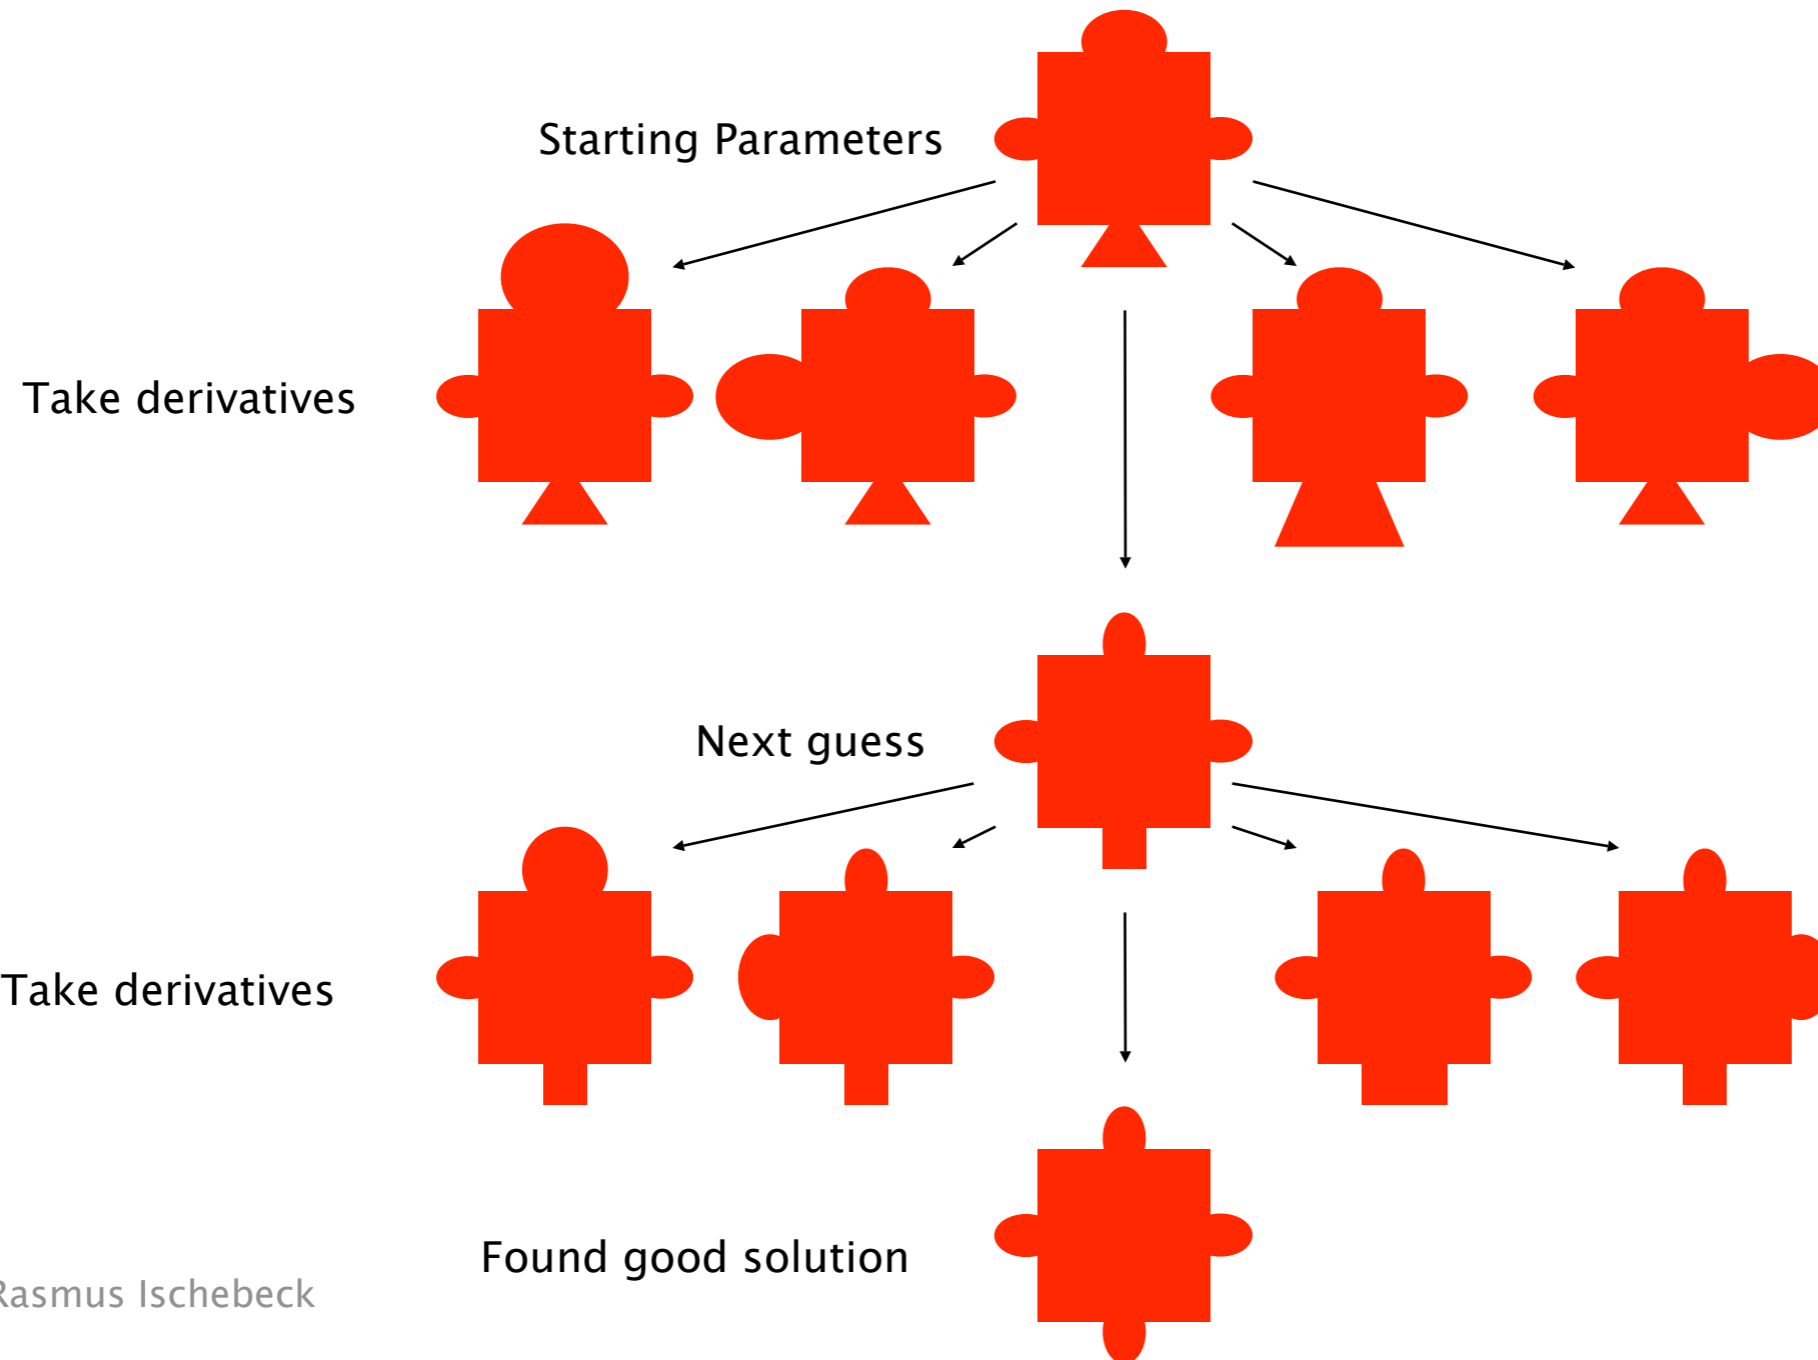 Starting Parameters
Take derivatives
Next guess
Take derivatives
Found good solution
Rasmus Ischebeck